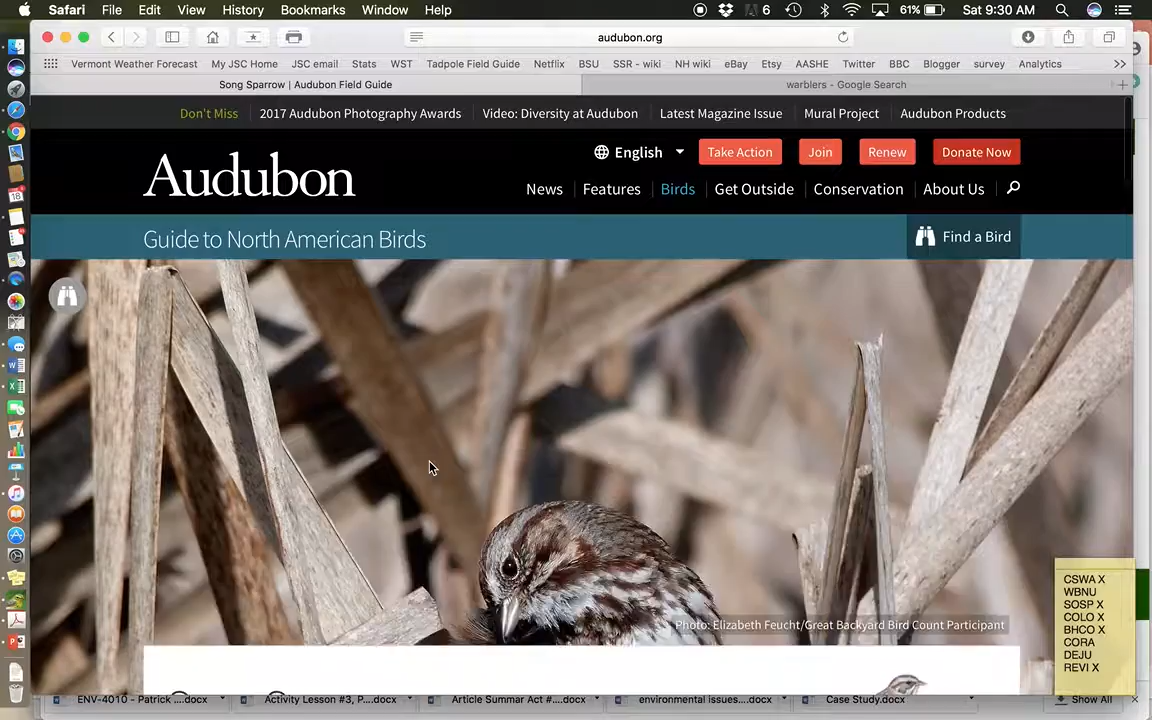 Safari File Edit View History Bookmarks Window Help 6 61% Sat 9:30 AM
audubon.org
Vermont Weather Forecast My JSC Home JSC email Stats WST Tadpole Field Guide Netflix BSU SSR - wiki NH wiki eBay Etsy AASHE Twitter BBC Blogger survey Analytics >>
Song Sparrow | Audubon Field Guide warblers - Google Search
Don't Miss 2017 Audubon Photography Awards Video: Diversity at Audubon Latest Magazine Issue Mural Project Audubon Products
English Take Action Join Renew Donate Now
Audubon
News Features Birds Get Outside Conservation About Us
Guide to North American Birds Find a Bird
Photo: Elizabeth Feucht/Great Backyard Bird Count Participant
CSWA X
WBNU
SOSP X
COLO X
BHCO X
CORA
DEJU
REVI X
ENV-4010 - Patrick ....docx Activity Lesson #3, P....docx Article Summar Act #...docx environmental issues...docx Case Study.docx Show All